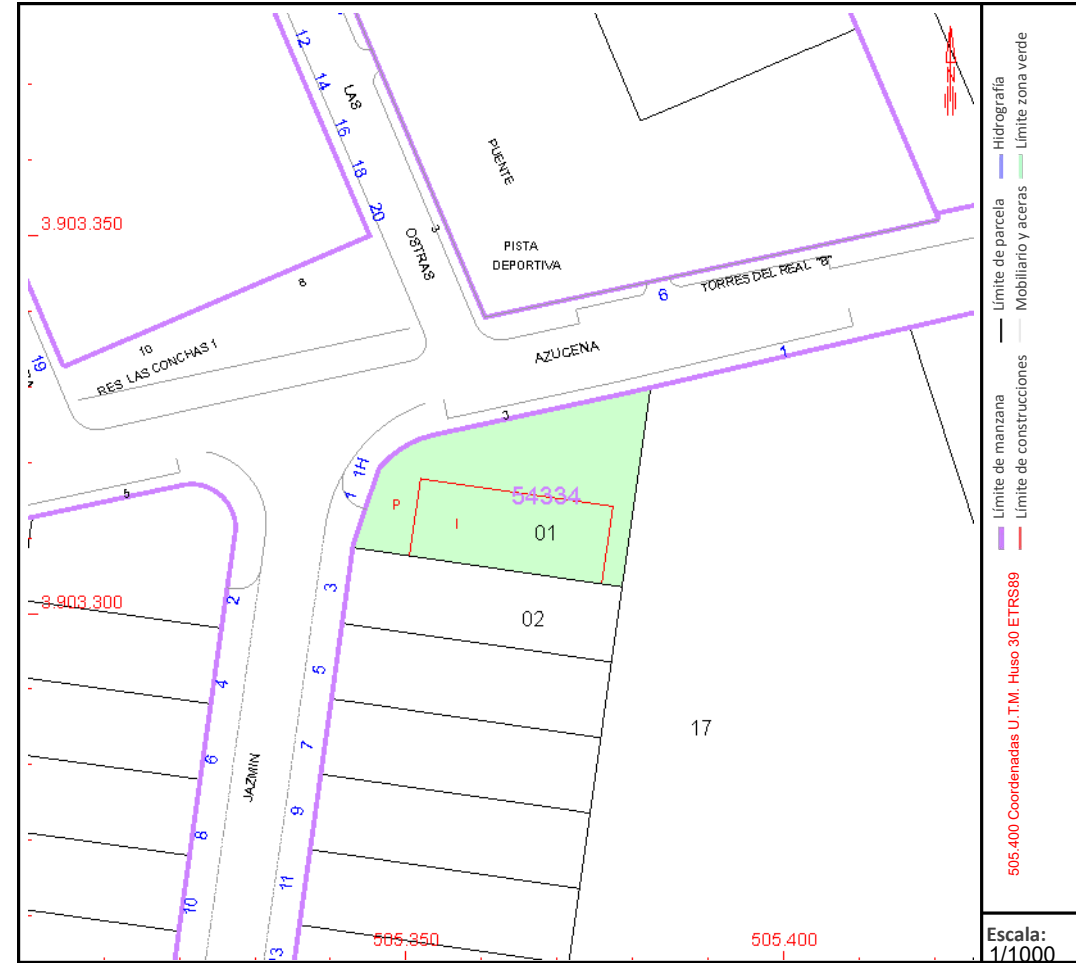 12
14
16
18
20
LAS
OSTRAS
3
PUENTE
PISTA
DEPORTIVA
3.903.350
8
10
RES LAS CONCHAS 1
19
6
TORRES DEL REAL "B"
AZUGENA
1
3
1H
1
5
P
I
54334
01
02
17
3.903.300
2
4
6
8
10
3
5
7
9
11
13
JAZMIN
505.350
505.400
Hidrografía
Límite zona verde
Límite de parcela
Mobiliario y aceras
Límite de manzana
Límite de construcciones
505.400 Coordenadas U.T.M. Huso 30 ETRS89
Escala:
1/1000